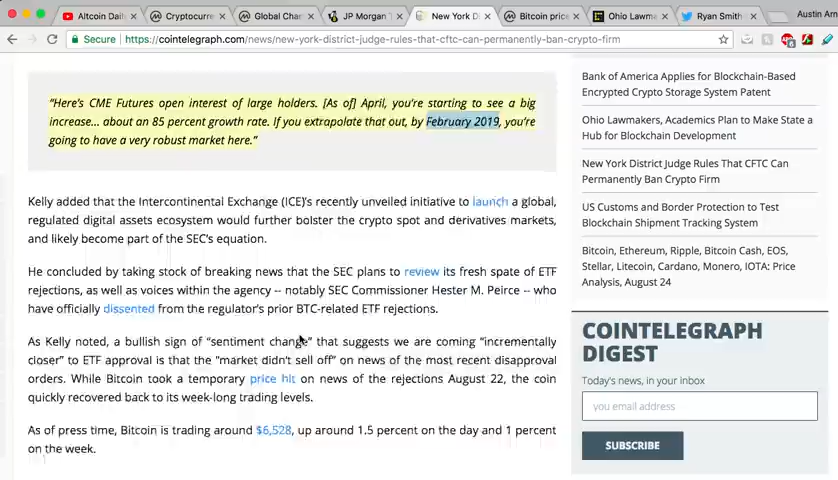 Altcoin Daily
Cryptocurre
Global Char
JP Morgan T
New York Di
Bitcoin price
Ohio Lawma
Ryan Smith
Austin Arn
Secure https://cointelegraph.com/news/new-york-district-judge-rules-that-cftc-can-permanently-ban-crypto-firm
“Here’s CME Futures open interest of large holders. [As of] April, you’re starting to see a big
increase... about an 85 percent growth rate. If you extrapolate that out, by February 2019, you’re
going to have a very robust market here.”
Kelly added that the Intercontinental Exchange (ICE)’s recently unveiled initiative to launch a global,
regulated digital assets ecosystem would further bolster the crypto spot and derivatives markets,
and likely become part of the SEC’s equation.
He concluded by taking stock of breaking news that the SEC plans to review its fresh spate of ETF
rejections, as well as voices within the agency -- notably SEC Commissioner Hester M. Peirce -- who
have officially dissented from the regulator’s prior BTC-related ETF rejections.
As Kelly noted, a bullish sign of “sentiment change” that suggests we are coming “incrementally
closer” to ETF approval is that the “market didn’t sell off” on news of the most recent disapproval
orders. While Bitcoin took a temporary price hit on news of the rejections August 22, the coin
quickly recovered back to its week-long trading levels.
As of press time, Bitcoin is trading around $6,528, up around 1.5 percent on the day and 1 percent
on the week.
Bank of America Applies for Blockchain-Based
Encrypted Crypto Storage System Patent
Ohio Lawmakers, Academics Plan to Make State a
Hub for Blockchain Development
New York District Judge Rules That CFTC Can
Permanently Ban Crypto Firm
US Customs and Border Protection to Test
Blockchain Shipment Tracking System
Bitcoin, Ethereum, Ripple, Bitcoin Cash, EOS,
Stellar, Litecoin, Cardano, Monero, IOTA: Price
Analysis, August 24
COINTELEGRAPH
DIGEST
Today's news, in your inbox
you email address
SUBSCRIBE